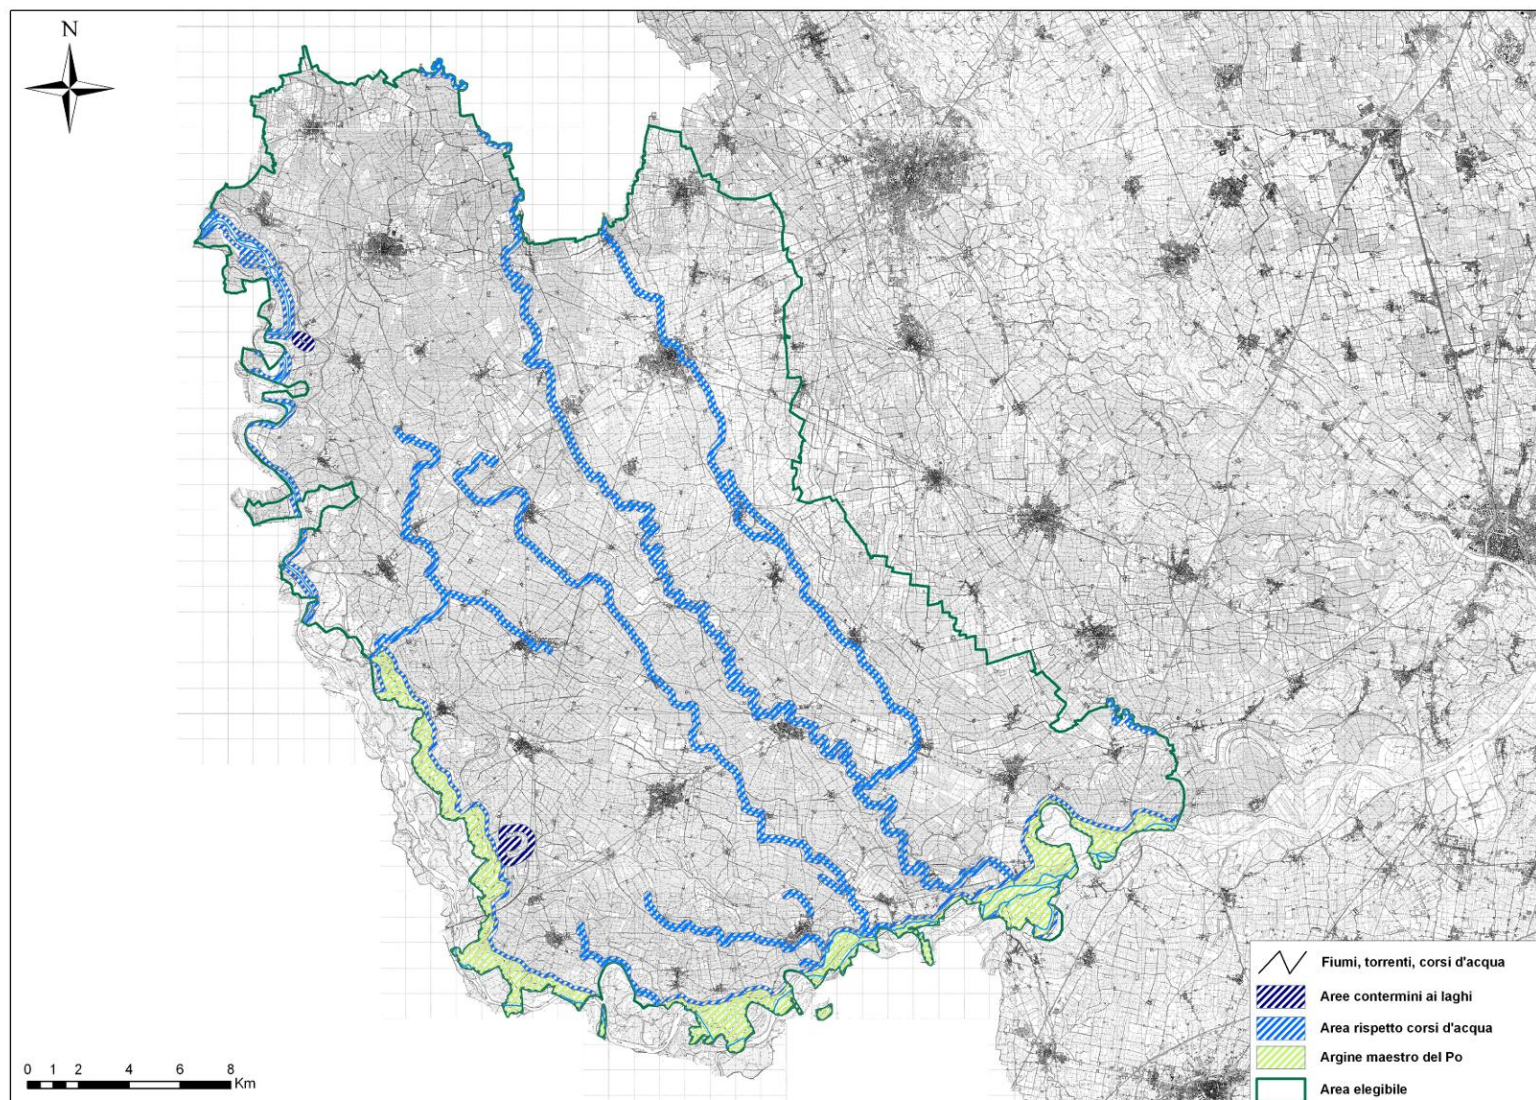 N
Fiumi, torrenti, corsi d'acqua
Aree contermini ai laghi
Area rispetto corsi d'acqua
Argine maestro del Po
Area elegibile
0 1 2 4 6 8
Km